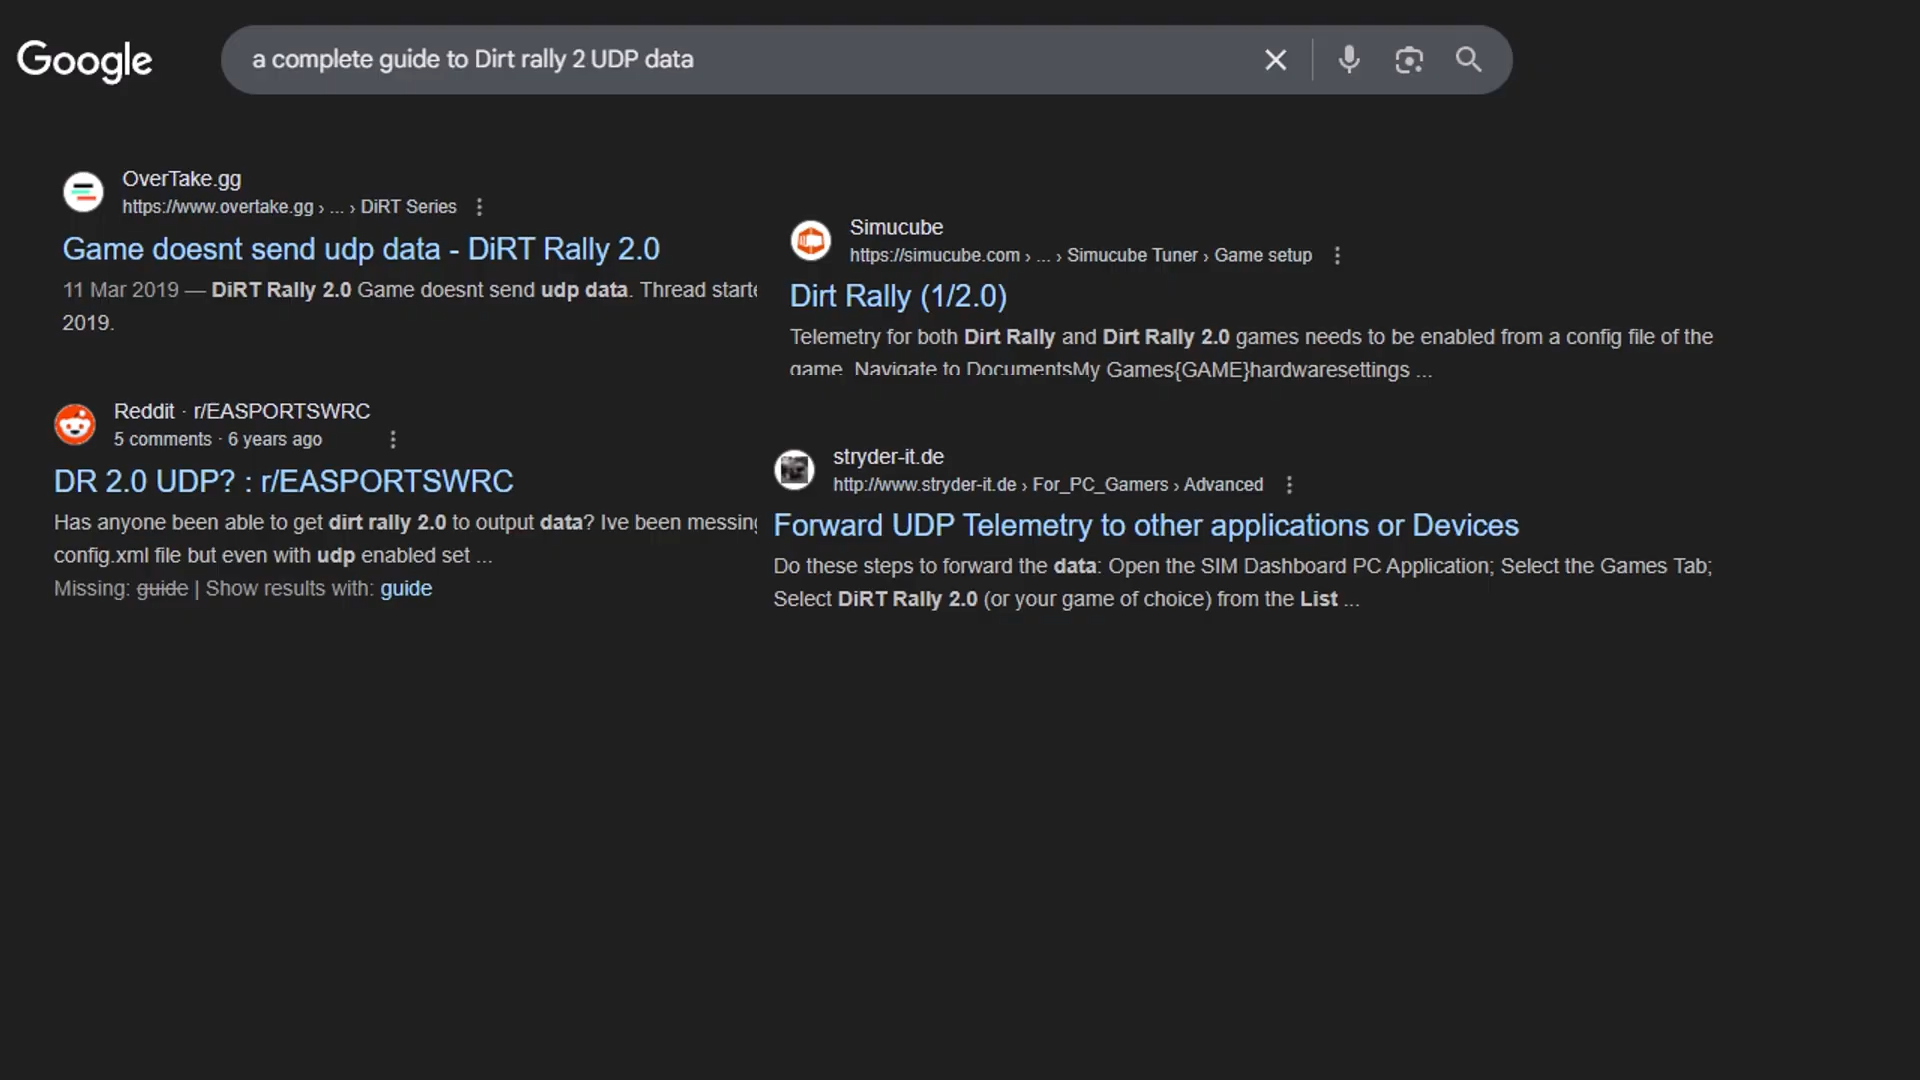 Google
a complete guide to Dirt rally 2 UDP data
OverTake.gg
https://www.overtake.gg › ... › DiRT Series
Game doesnt send udp data - DiRT Rally 2.0
11 Mar 2019 — DiRT Rally 2.0 Game doesnt send udp data. Thread starte
2019.
Reddit · r/EASPORTSWRC
5 comments · 6 years ago
DR 2.0 UDP? : r/EASPORTSWRC
Has anyone been able to get dirt rally 2.0 to output data? Ive been messing
config.xml file but even with udp enabled set ...
Missing: guide | Show results with: guide
Simucube
https://simucube.com › ... › Simucube Tuner › Game setup
Dirt Rally (1/2.0)
Telemetry for both Dirt Rally and Dirt Rally 2.0 games needs to be enabled from a config file of the
game. Navigate to DocumentsMy Games{GAME}hardwaresettings ...
stryder-it.de
http://www.stryder-it.de › For_PC_Gamers › Advanced
Forward UDP Telemetry to other applications or Devices
Do these steps to forward the data: Open the SIM Dashboard PC Application; Select the Games Tab;
Select DiRT Rally 2.0 (or your game of choice) from the List ...